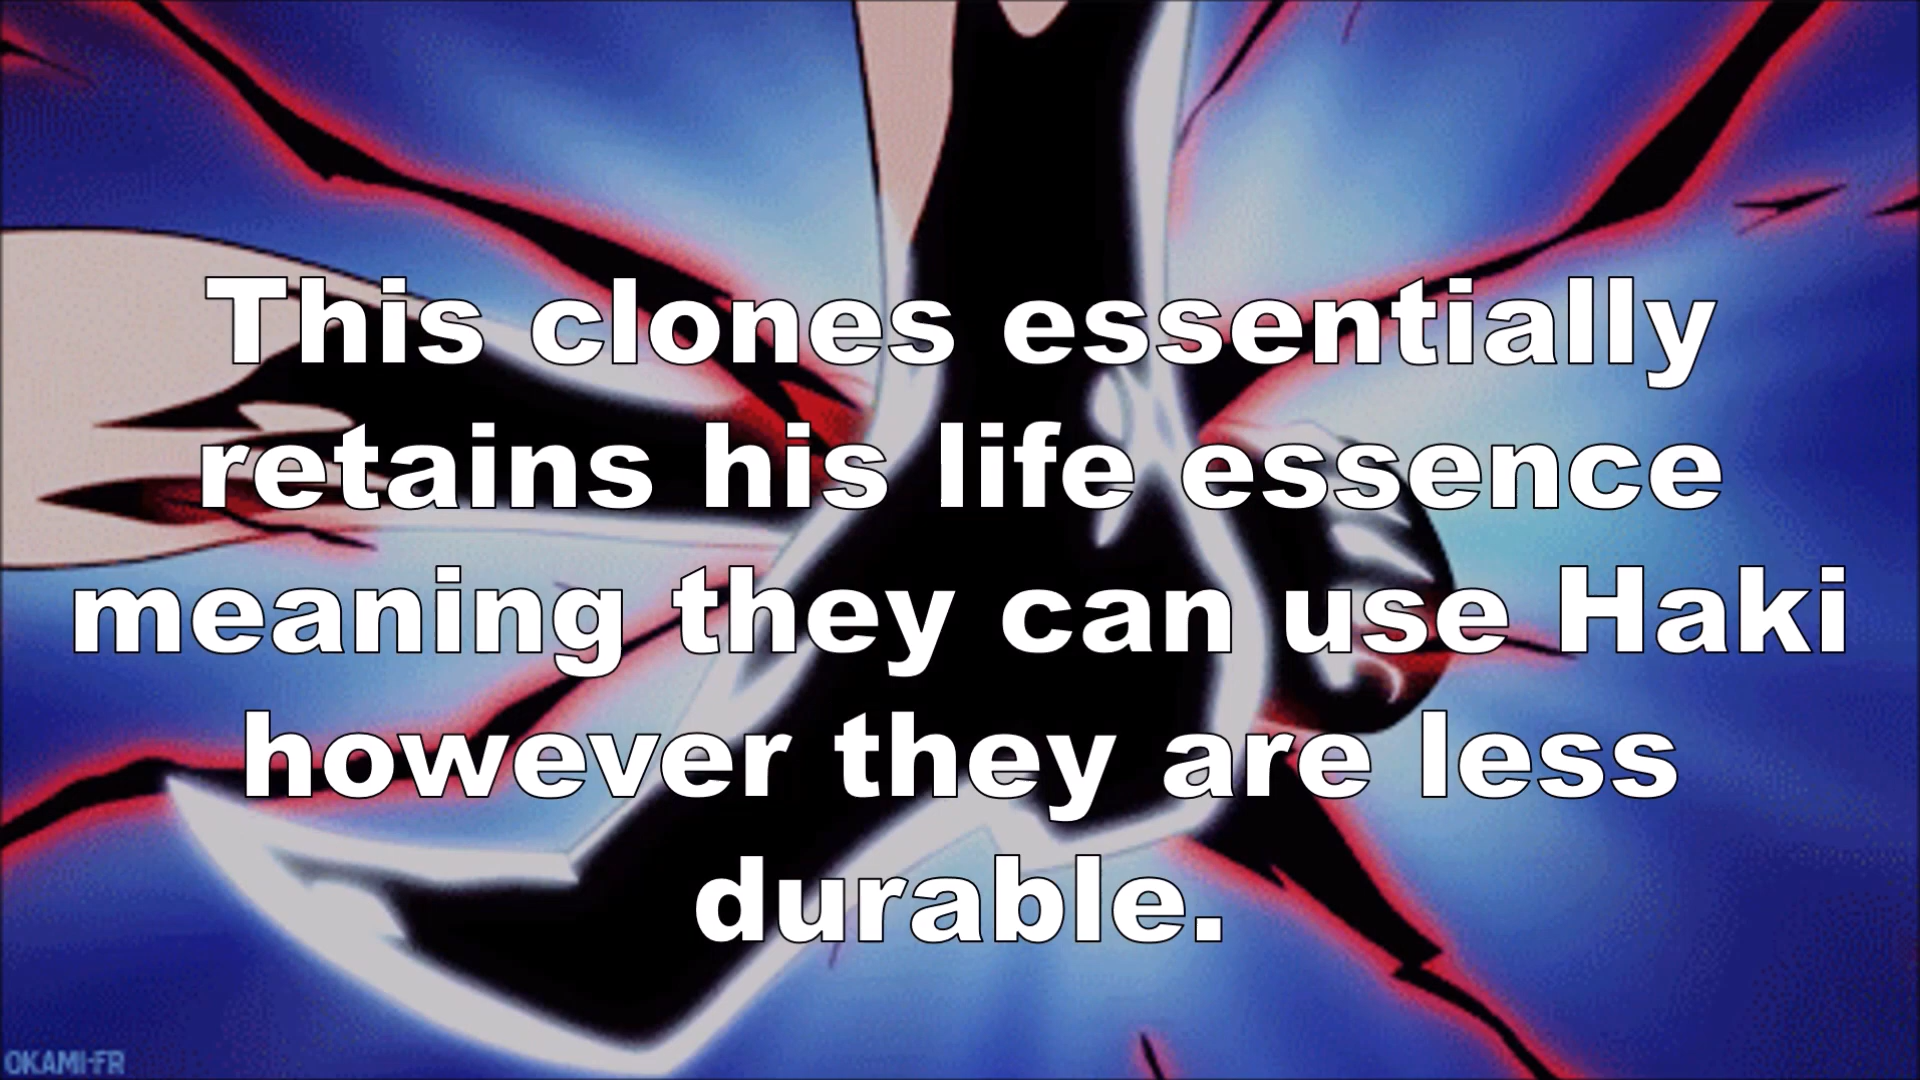 This clones essentially
retains his life essence
meaning they can use Haki
however they are less
durable.
OKAMI-FR